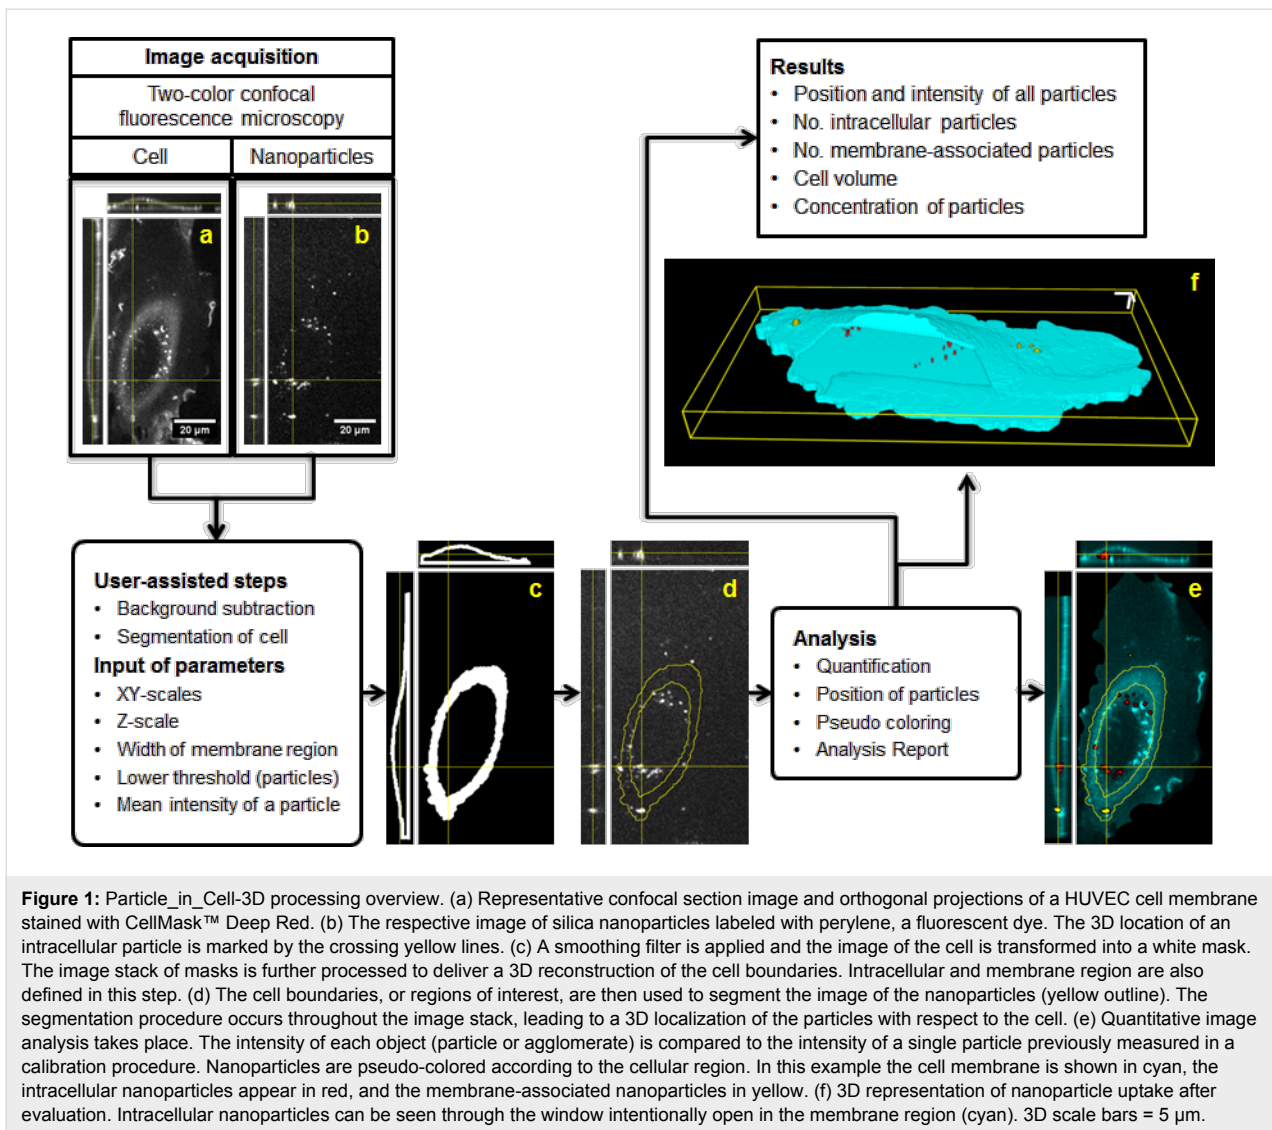 Image acquisition
Two-color confocal
fluorescence microscopy
Cell
Nanoparticles
a
b
20 µm
20 µm
User-assisted steps
• Background subtraction
• Segmentation of cell
Input of parameters
• XY-scales
• Z-scale
• Width of membrane region
• Lower threshold (particles)
• Mean intensity of a particle
c
d
Analysis
• Quantification
• Position of particles
• Pseudo coloring
• Analysis Report
e
Results
• Position and intensity of all particles
• No. intracellular particles
• No. membrane-associated particles
• Cell volume
• Concentration of particles
f
Figure 1: Particle_in_Cell-3D processing overview. (a) Representative confocal section image and orthogonal projections of a HUVEC cell membrane
stained with CellMask™ Deep Red. (b) The respective image of silica nanoparticles labeled with perylene, a fluorescent dye. The 3D location of an
intracellular particle is marked by the crossing yellow lines. (c) A smoothing filter is applied and the image of the cell is transformed into a white mask.
The image stack of masks is further processed to deliver a 3D reconstruction of the cell boundaries. Intracellular and membrane region are also
defined in this step. (d) The cell boundaries, or regions of interest, are then used to segment the image of the nanoparticles (yellow outline). The
segmentation procedure occurs throughout the image stack, leading to a 3D localization of the particles with respect to the cell. (e) Quantitative image
analysis takes place. The intensity of each object (particle or agglomerate) is compared to the intensity of a single particle previously measured in a
calibration procedure. Nanoparticles are pseudo-colored according to the cellular region. In this example the cell membrane is shown in cyan, the
intracellular nanoparticles appear in red, and the membrane-associated nanoparticles in yellow. (f) 3D representation of nanoparticle uptake after
evaluation. Intracellular nanoparticles can be seen through the window intentionally open in the membrane region (cyan). 3D scale bars = 5 µm.